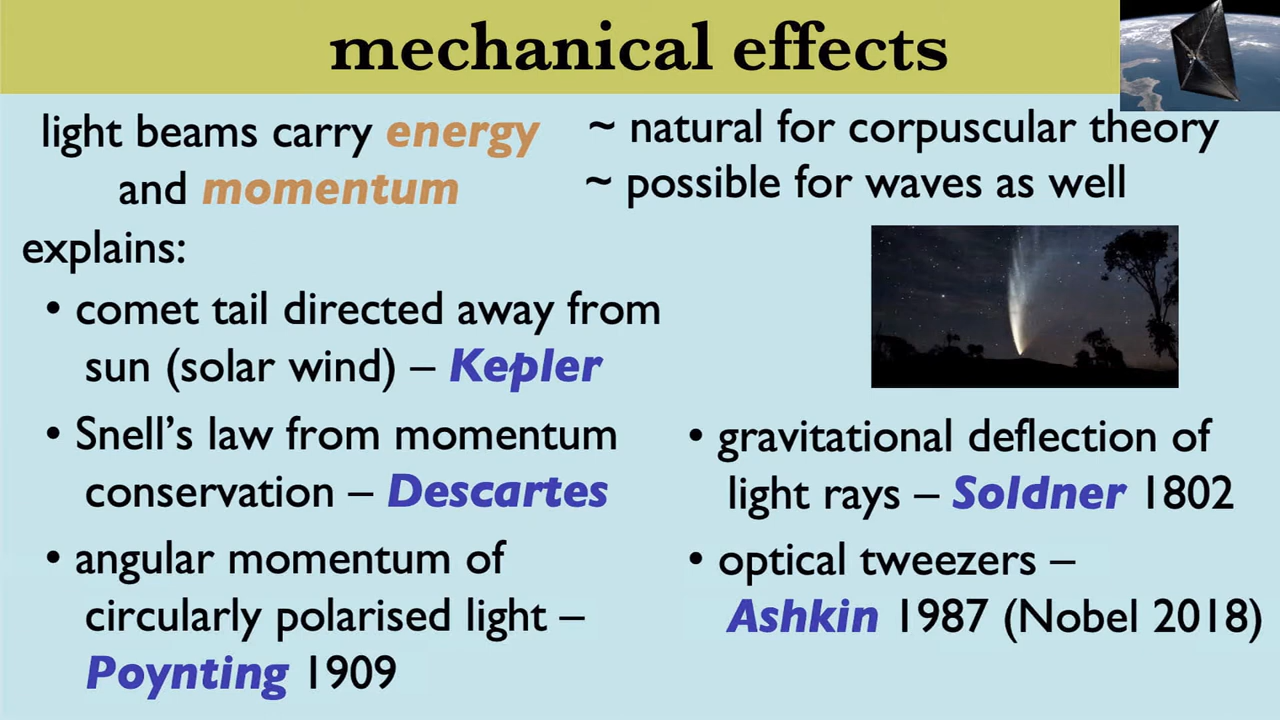 mechanical effects
light beams carry energy
and momentum
~ natural for corpuscular theory
~ possible for waves as well
explains:
• comet tail directed away from
sun (solar wind) – Kepler
• Snell's law from momentum
conservation – Descartes
• angular momentum of
circularly polarised light –
Poynting 1909
• gravitational deflection of
light rays – Soldner 1802
• optical tweezers –
Ashkin 1987 (Nobel 2018)